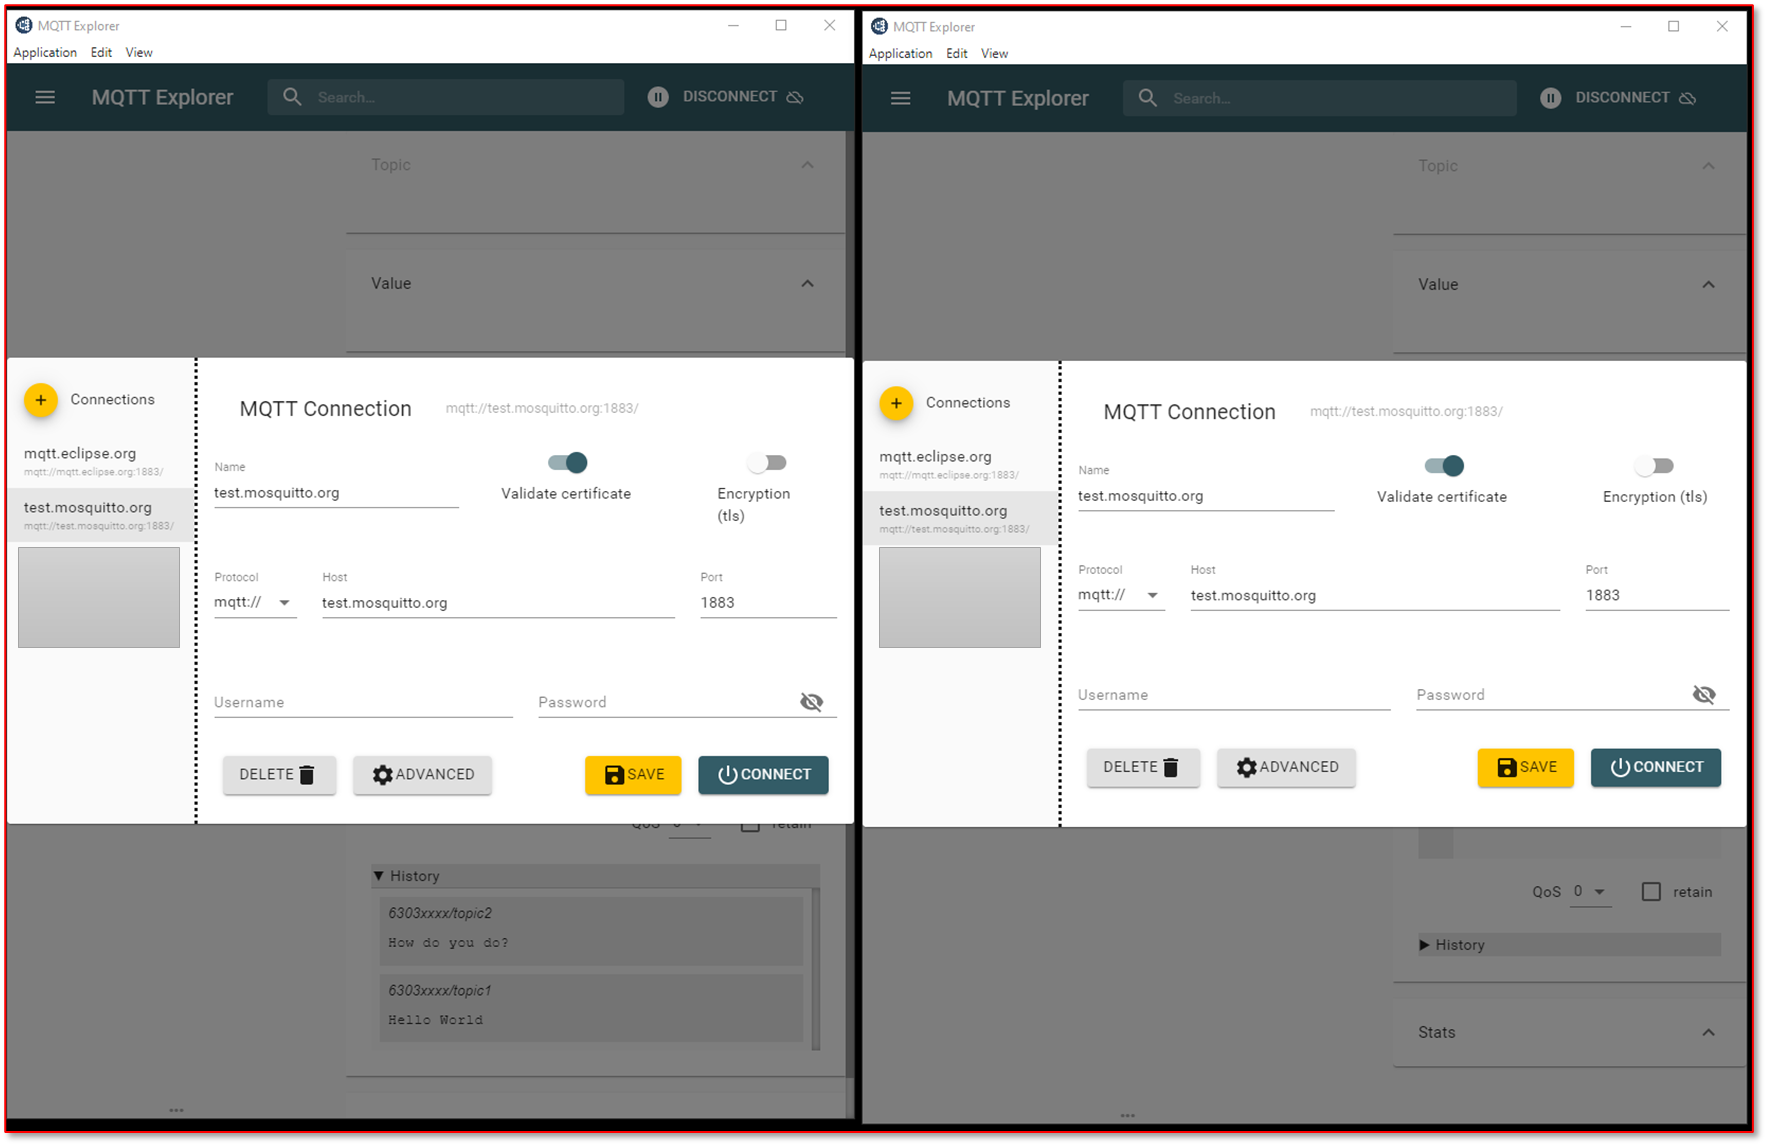 MQTT Explorer
Application Edit View
MQTT Explorer
Search...
DISCONNECT
Topic
Value
Connections
mqtt.eclipse.org
mqtt://mqtt.eclipse.org:1883/
test.mosquitto.org
mqtt://test.mosquitto.org:1883/
MQTT Connection mqtt://test.mosquitto.org:1883/
Name
test.mosquitto.org
Validate certificate
Encryption
(tls)
Protocol Host Port
mqtt:// test.mosquitto.org 1883
Username Password
DELETE ADVANCED SAVE CONNECT
QoS 0 retain
▼ History
6303xxxx/topic2
How do you do?
6303xxxx/topic1
Hello World
...
MQTT Explorer
Application Edit View
MQTT Explorer
Search...
DISCONNECT
Topic
Value
Connections
mqtt.eclipse.org
mqtt://mqtt.eclipse.org:1883/
test.mosquitto.org
mqtt://test.mosquitto.org:1883/
MQTT Connection mqtt://test.mosquitto.org:1883/
Name
test.mosquitto.org
Validate certificate
Encryption (tls)
Protocol Host Port
mqtt:// test.mosquitto.org 1883
Username Password
DELETE ADVANCED SAVE CONNECT
QoS 0 retain
▶ History
Stats
...